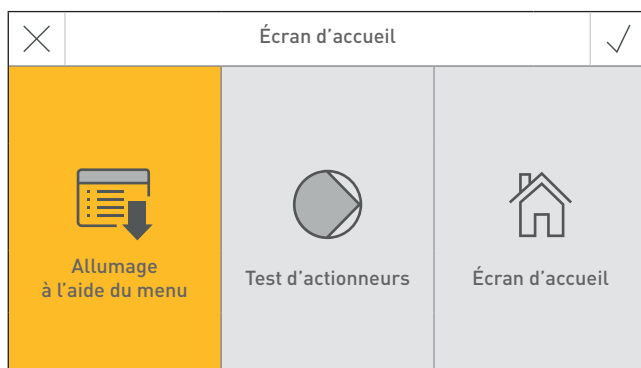 Écran d’accueil
Allumage
à l’aide du menu
Test d’actionneurs
Écran d’accueil